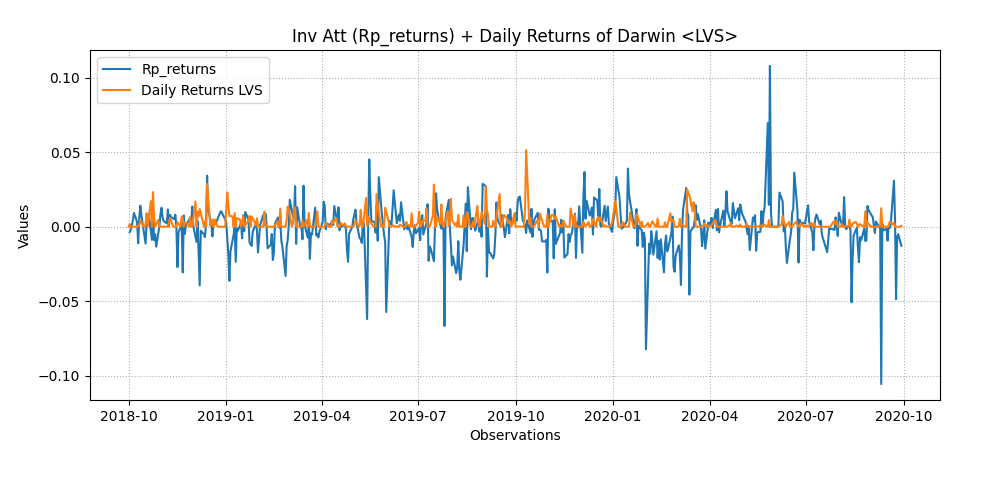 Inv Att (Rp_returns) + Daily Returns of Darwin <LVS>
Rp_returns
Daily Returns LVS
0.10
0.05
0.00
−0.05
−0.10
Values
2018-10 2019-01 2019-04 2019-07 2019-10 2020-01 2020-04 2020-07 2020-10
Observations